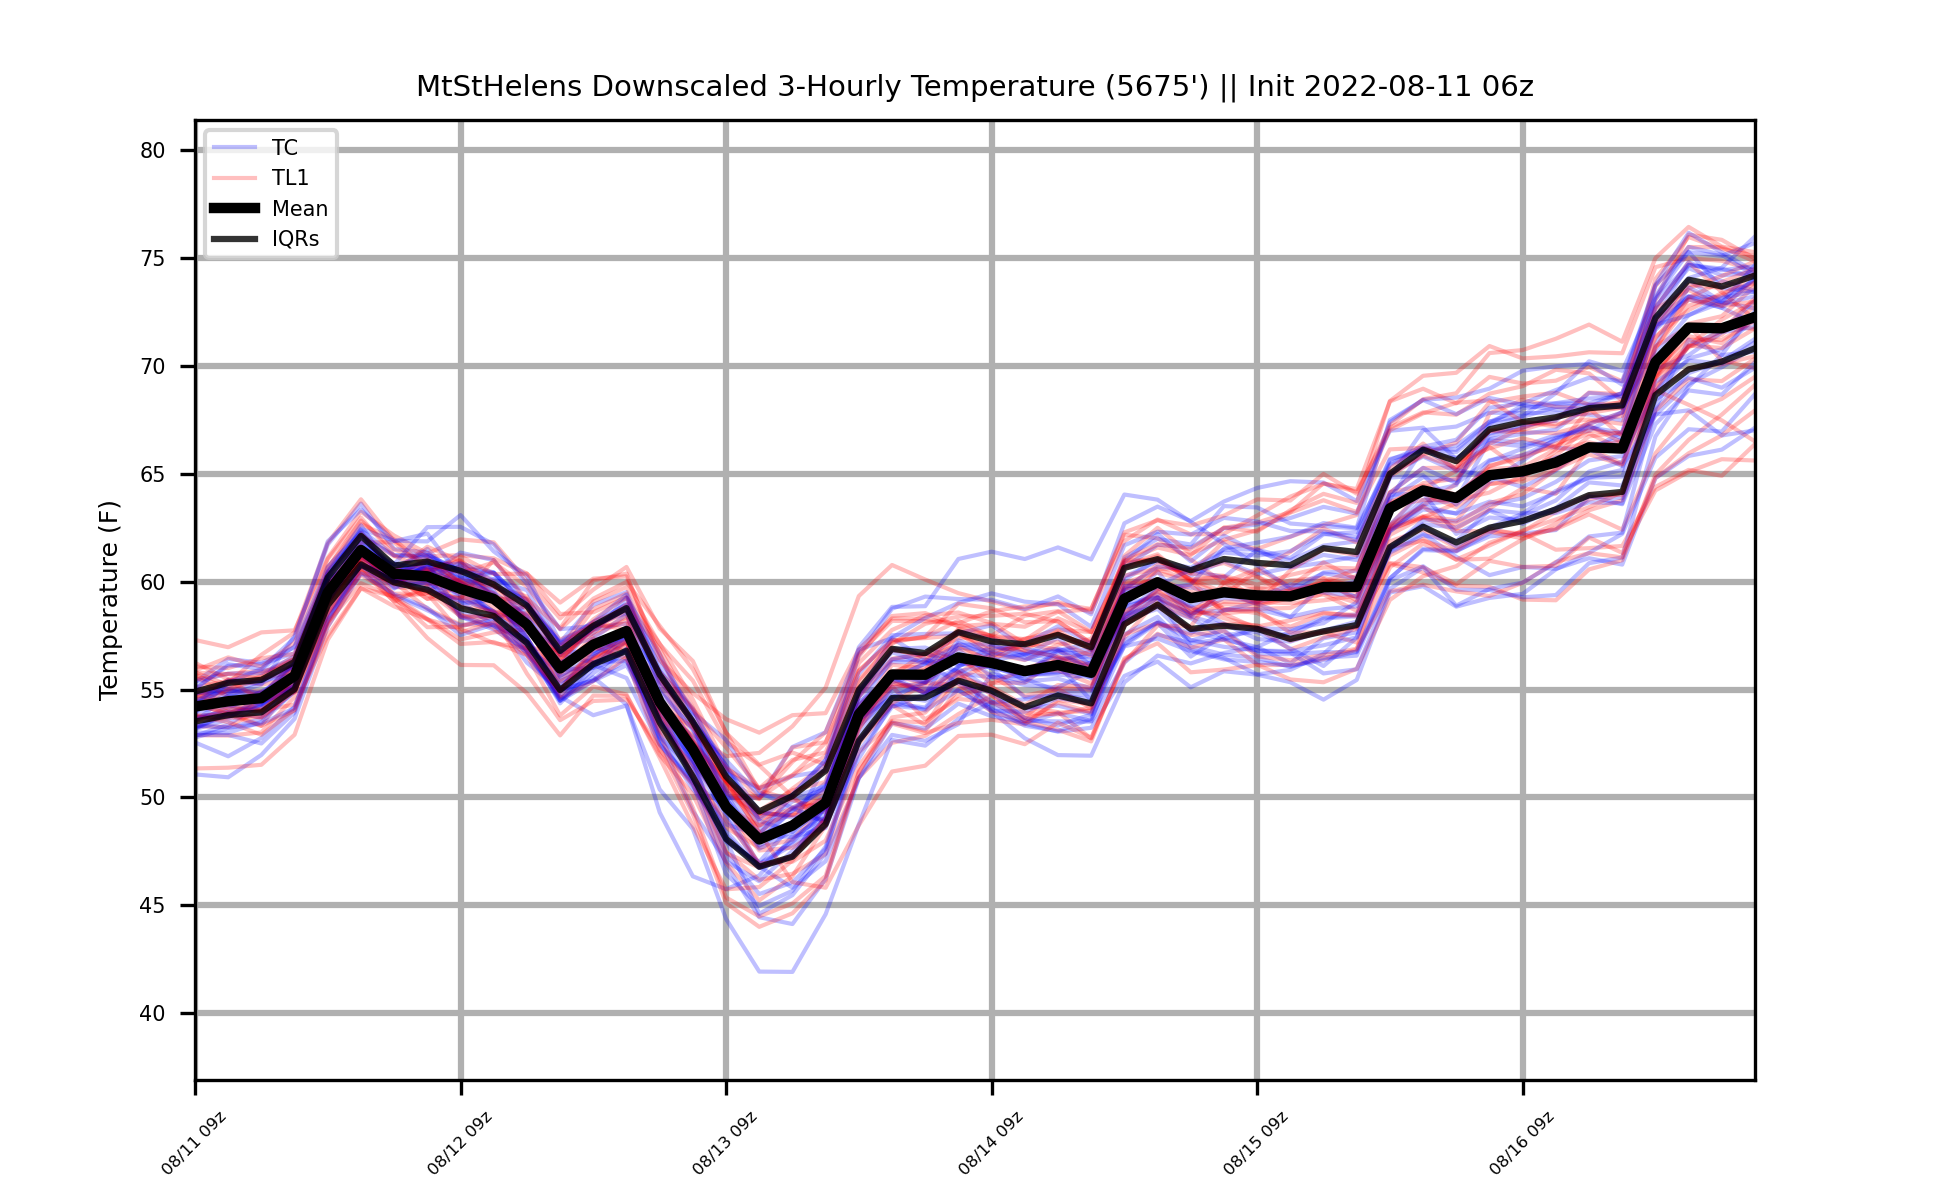 MtStHelens Downscaled 3-Hourly Temperature (5675') || Init 2022-08-11 06z
TC
TL1
Mean
IQRs
Temperature (F)
80
75
70
65
60
55
50
45
40
08/11 09z
08/12 09z
08/13 09z
08/14 09z
08/15 09z
08/16 09z